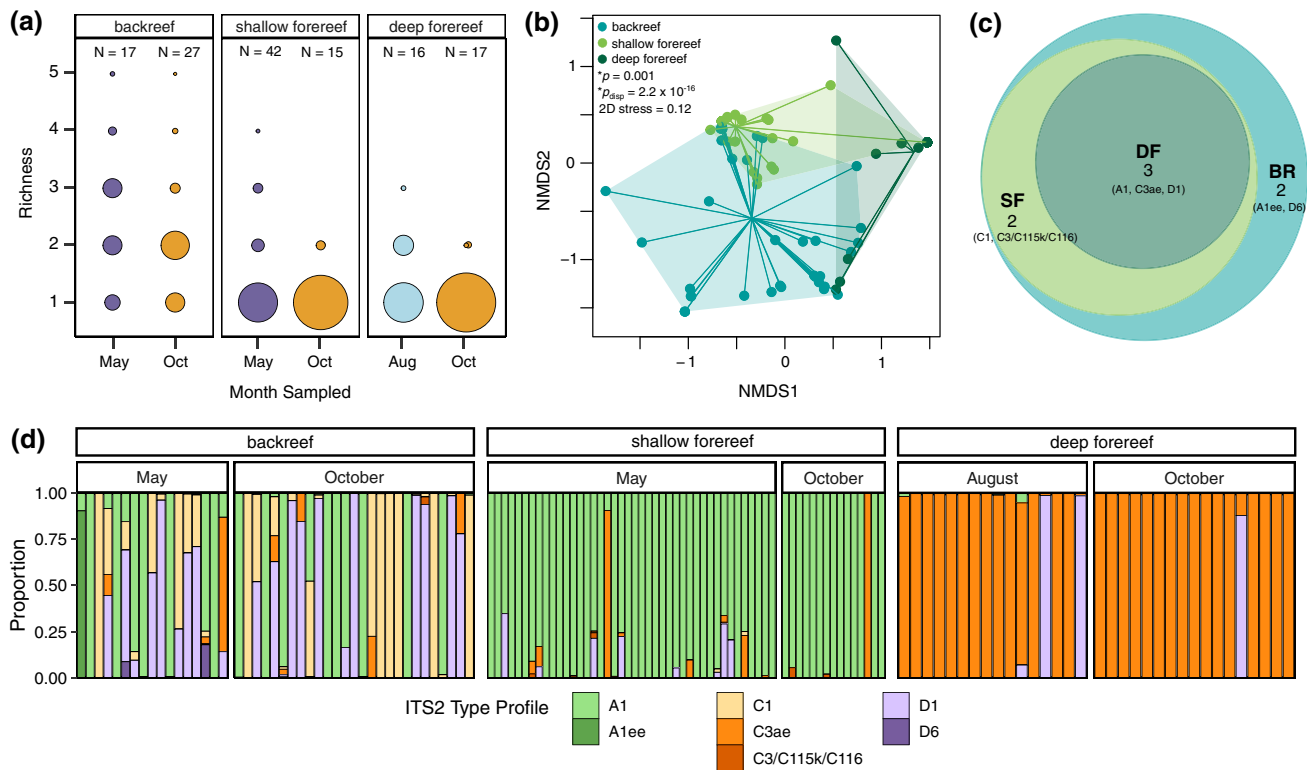 (a)
backreef shallow forereef deep forereef
N = 17 N = 27 N = 42 N = 15 N = 16 N = 17
Richness
5
4
3
2
1
May Oct May Oct Aug Oct
Month Sampled
(b)
backreef
shallow forereef
deep forereef
*p = 0.001
*pdisp = 2.2 x 10-16
2D stress = 0.12
NMDS2
1
0
−1
−1 0 1
NMDS1
(c)
DF
3
(A1, C3ae, D1)
BR
2
(A1ee, D6)
SF
2
(C1, C3/C115k/C116)
(d)
backreef shallow forereef deep forereef
May October May October August October
Proportion
1.00
0.75
0.50
0.25
0.00
ITS2 Type Profile
A1 C1 D1
A1ee C3ae D6
C3/C115k/C116